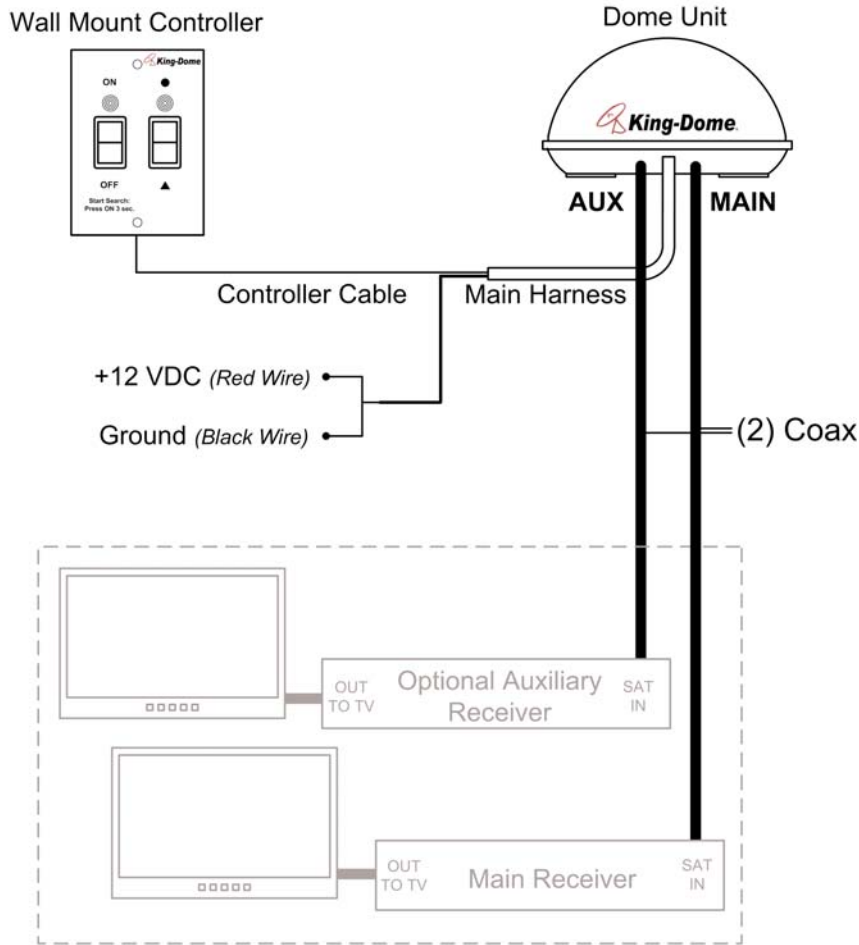 Wall Mount Controller
King-Dome
ON ●
OFF ▲
Start Search:
Press ON 3 sec.
Dome Unit
King-Dome
AUX MAIN
Controller Cable
Main Harness
+12 VDC (Red Wire)
Ground (Black Wire)
(2) Coax
OUT
TO TV
Optional Auxiliary
Receiver
SAT
IN
OUT
TO TV
Main Receiver
SAT
IN